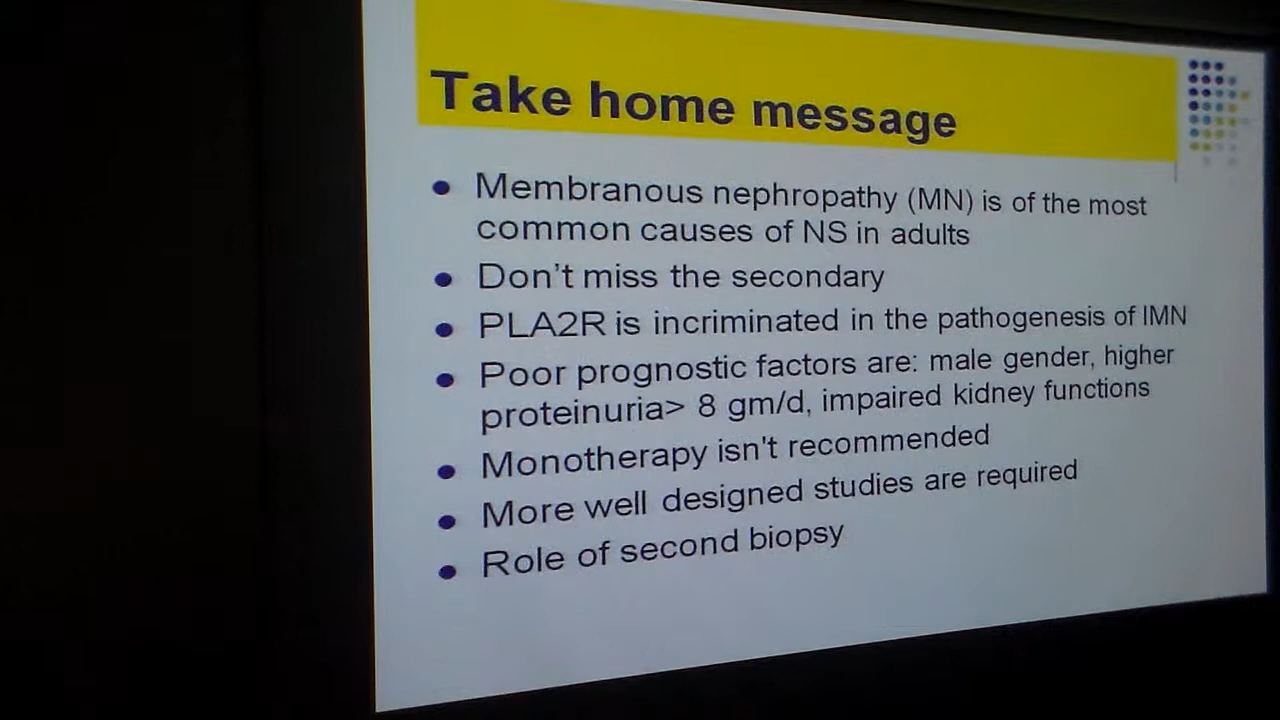 Take home message
Membranous nephropathy (MN) is of the most
common causes of NS in adults
Don't miss the secondary
PLA2R is incriminated in the pathogenesis of IMN
Poor prognostic factors are: male gender, higher
proteinuria> 8 gm/d, impaired kidney functions
Monotherapy isn't recommended
More well designed studies are required
Role of second biopsy